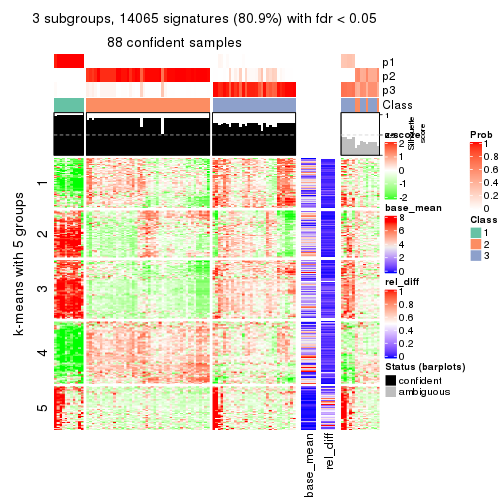 3 subgroups, 14065 signatures (80.9%) with fdr < 0.05
88 confident samples
p1
p2
p3
Class
1
Silhouette
score
z-score
2
1
0
-1
-2
Prob
1
0.8
0.6
0.4
0.2
0
base_mean
8
6
4
2
0
Class
1
2
3
rel_diff
1
0.8
0.6
0.4
0.2
0
Status (barplots)
confident
ambiguous
k-means with 5 groups
1
2
3
4
5
base_mean
rel_diff